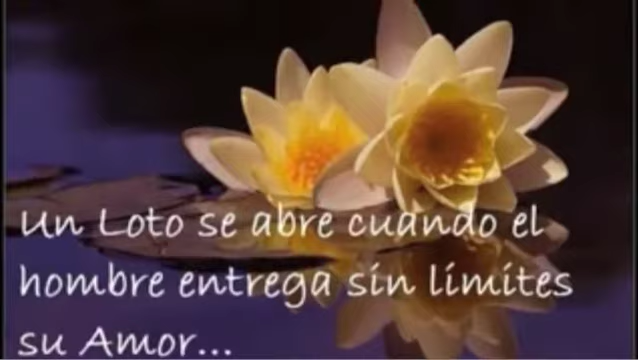 Un Loto se abre cuando el
hombre entrega sin límites
su Amor...